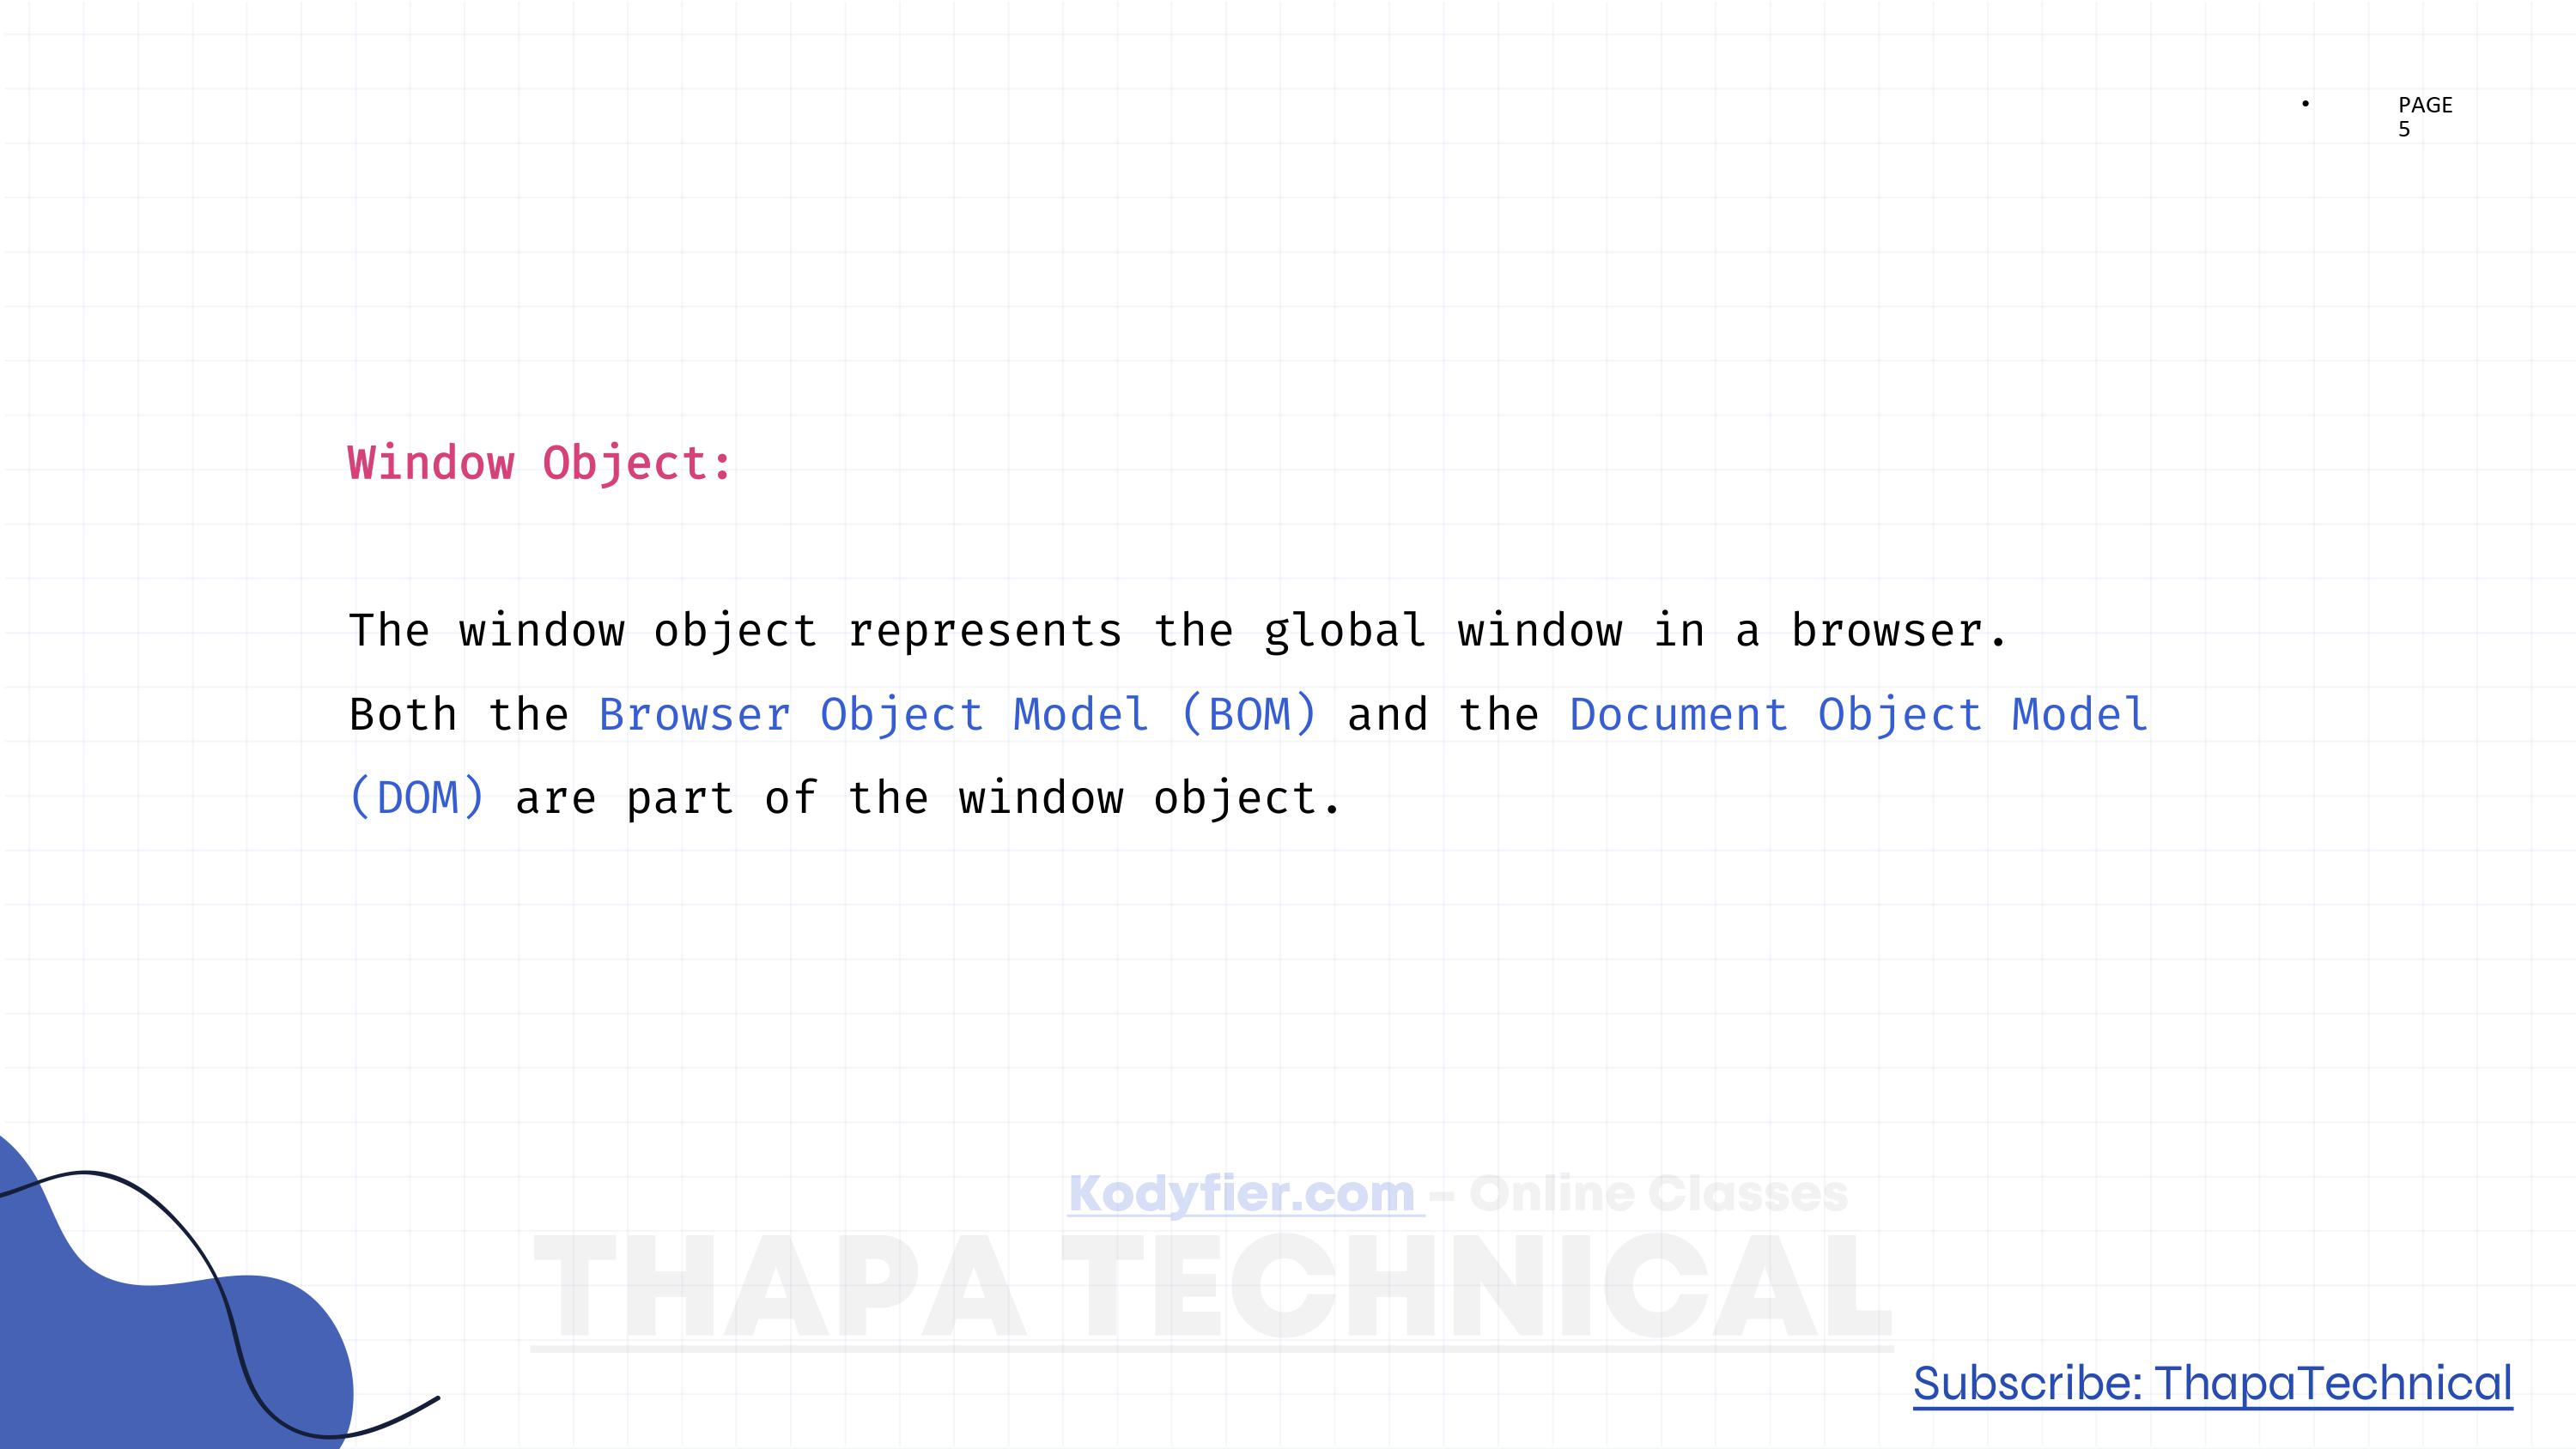 • PAGE
5
Window Object:
The window object represents the global window in a browser.
Both the Browser Object Model (BOM) and the Document Object Model
(DOM) are part of the window object.
Kodyfier.com – Online Classes
THAPA TECHNICAL
Subscribe: ThapaTechnical